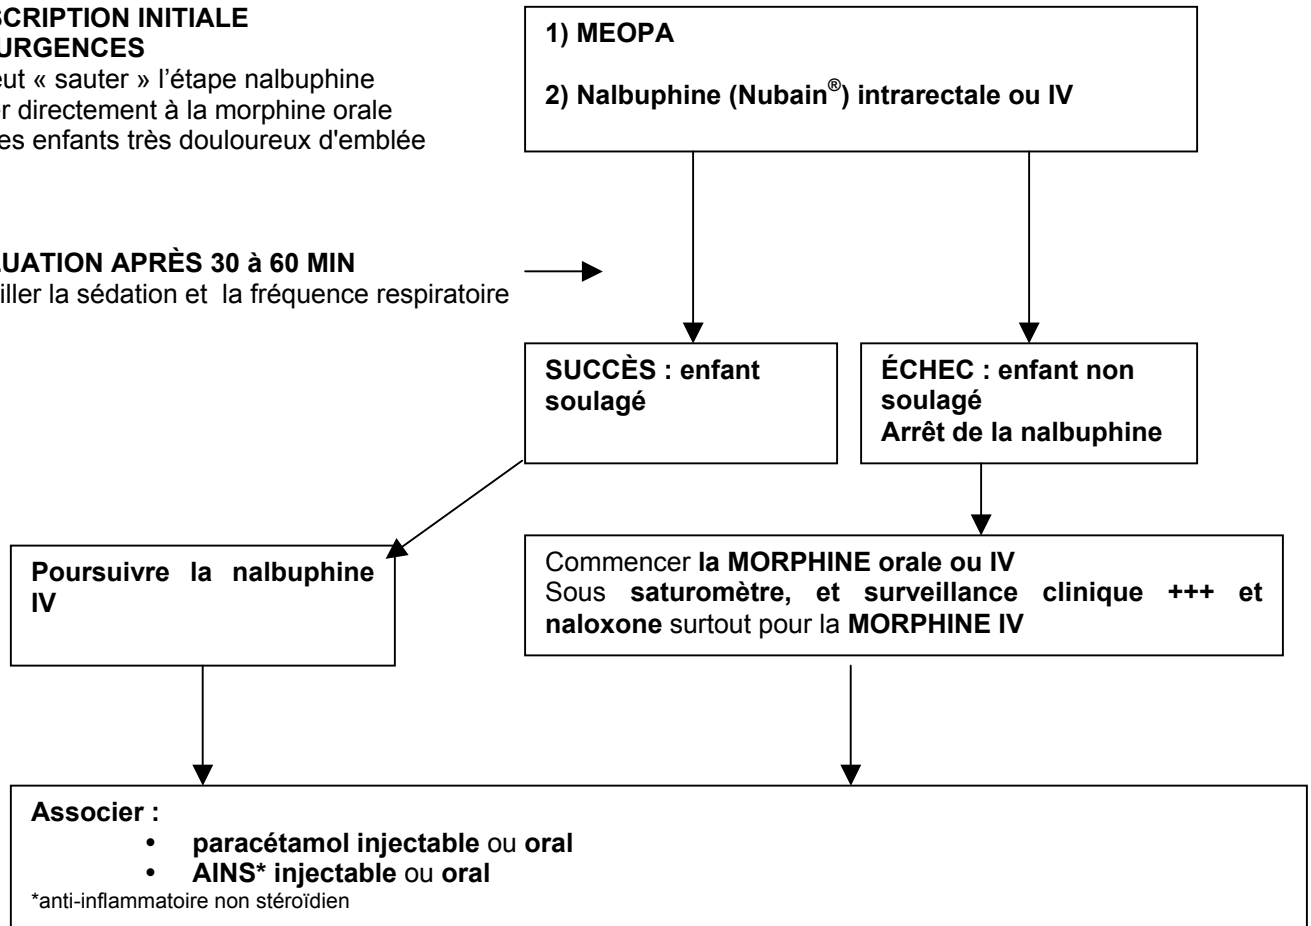 SCRIPTION INITIALE
URGENCES
eut « sauter » l'étape nalbuphine
er directement à la morphine orale
es enfants très douloureux d'emblée
1) MEOPA
2) Nalbuphine (Nubain®) intrarectale ou IV
LUATION APRÈS 30 à 60 MIN
iller la sédation et la fréquence respiratoire
SUCCÈS : enfant
soulagé
ÉCHEC : enfant non
soulagé
Arrêt de la nalbuphine
Poursuivre la nalbuphine
IV
Commencer la MORPHINE orale ou IV
Sous saturomètre, et surveillance clinique +++ et
naloxone surtout pour la MORPHINE IV
Associer :
• paracétamol injectable ou oral
• AINS* injectable ou oral
*anti-inflammatoire non stéroïdien